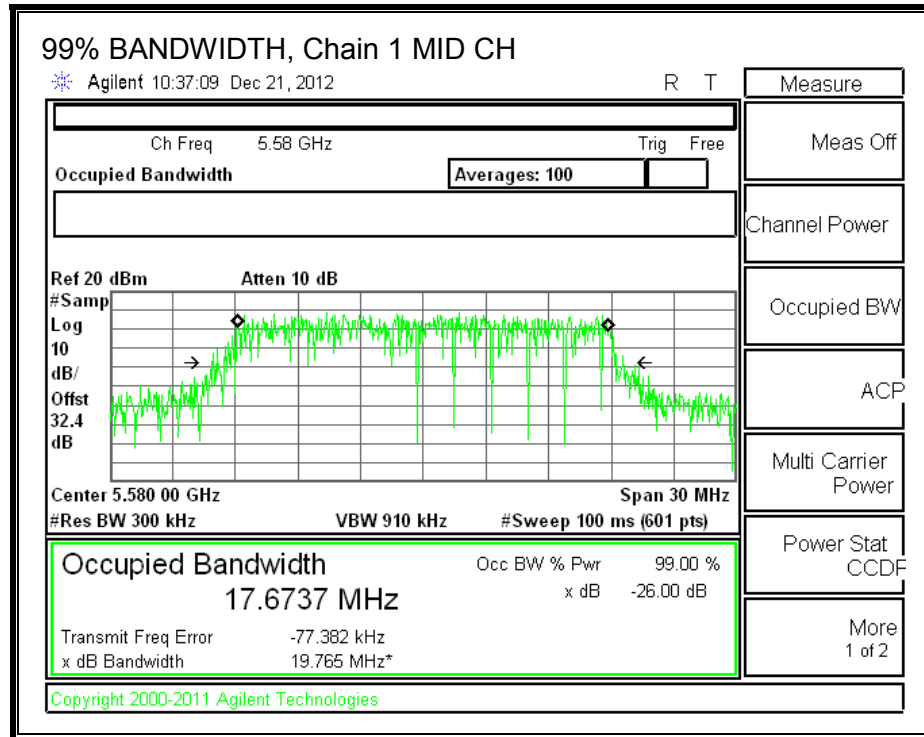 99% BANDWIDTH, Chain 1 MID CH
Agilent 10:37:09 Dec 21, 2012 R T
Measure
Ch Freq 5.58 GHz Trig Free
Meas Off
Occupied Bandwidth Averages: 100
Channel Power
Ref 20 dBm Atten 10 dB
#Samp
Log
10
dB/
Offst
32.4
dB
Occupied BW
ACP
Center 5.580 00 GHz Span 30 MHz
#Res BW 300 kHz VBW 910 kHz #Sweep 100 ms (601 pts)
Multi Carrier
Power
Occupied Bandwidth Occ BW % Pwr 99.00 %
17.6737 MHz x dB -26.00 dB
Transmit Freq Error -77.382 kHz
x dB Bandwidth 19.765 MHz*
Power Stat
CCDF
More
1 of 2
Copyright 2000-2011 Agilent Technologies